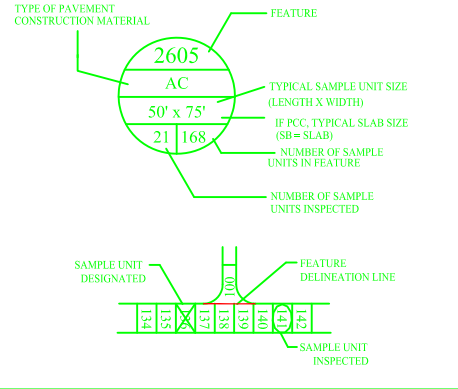 TYPE OF PAVEMENT
CONSTRUCTION MATERIAL
FEATURE
2605
AC
50' x 75'
21 168
TYPICAL SAMPLE UNIT SIZE
(LENGTH X WIDTH)
IF PCC, TYPICAL SLAB SIZE
(SB = SLAB)
NUMBER OF SAMPLE
UNITS IN FEATURE
NUMBER OF SAMPLE
UNITS INSPECTED
SAMPLE UNIT
DESIGNATED
FEATURE
DELINEATION LINE
001
134 135 137 138 139 140 141 142
SAMPLE UNIT
INSPECTED